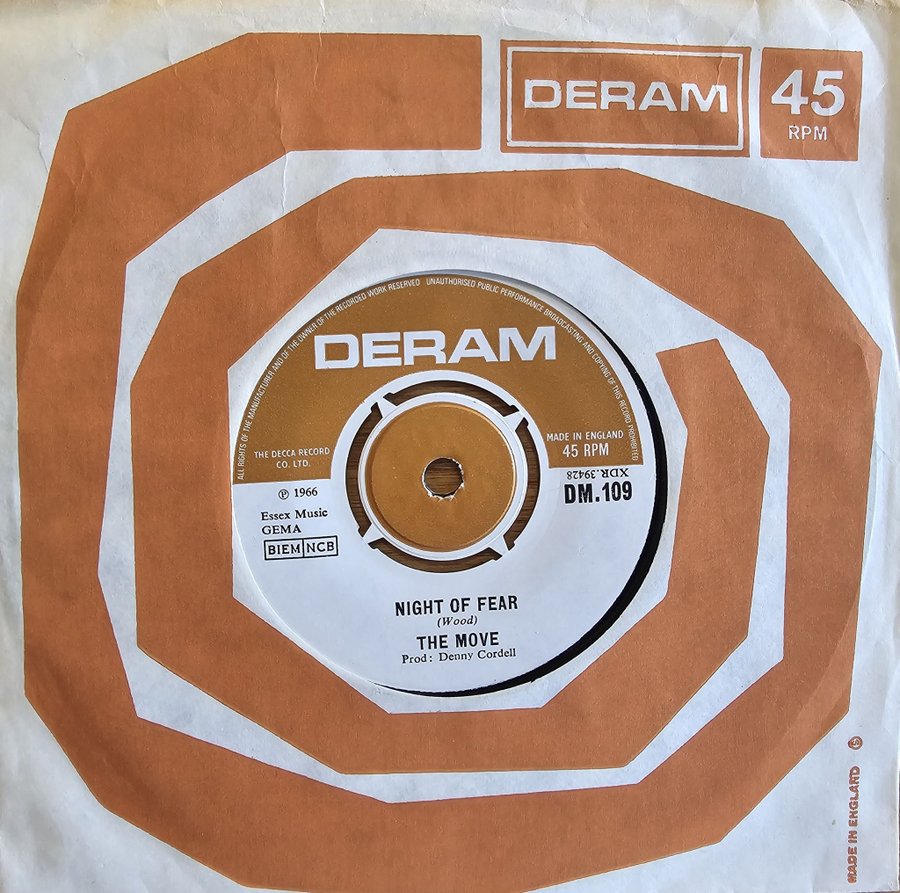 DERAM
45
RPM
ALL RIGHTS OF THE MANUFACTURER AND OF THE OWNER OF THE RECORDED WORK RESERVED UNAUTHORISED PUBLIC PERFORMANCE BROADCASTING AND COPYING OF THIS RECORD PROHIBITED
DERAM
THE DECCA RECORD
CO. LTD.
MADE IN ENGLAND
45 RPM
XDR.39428
DM.109
℗ 1966
Essex Music
GEMA
BIEM NCB
NIGHT OF FEAR
(Wood)
THE MOVE
Prod: Denny Cordell
MADE IN ENGLAND